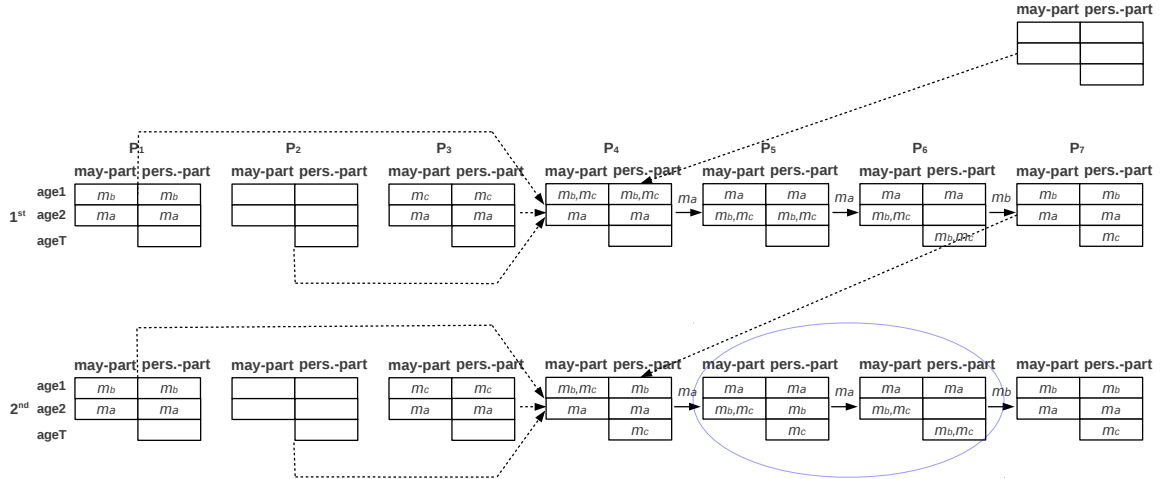 may-part pers.-part
P1 P2 P3 P4 P5 P6 P7
may-part pers.-part may-part pers.-part may-part pers.-part may-part pers.-part may-part pers.-part may-part pers.-part may-part pers.-part
age1 mb mb mc mc mb,mc mb,mc ma ma ma ma mb mb
1st age2 ma ma ma ma ma ma ma mb,mc mb,mc ma mb,mc mb ma ma
ageT mb,mc mc
may-part pers.-part may-part pers.-part may-part pers.-part may-part pers.-part may-part pers.-part may-part pers.-part may-part pers.-part
age1 mb mb mc mc mb,mc mb ma ma ma ma mb mb
2nd age2 ma ma ma ma ma ma ma mb,mc mb ma mb,mc mb ma ma
ageT mc mc mb,mc mc